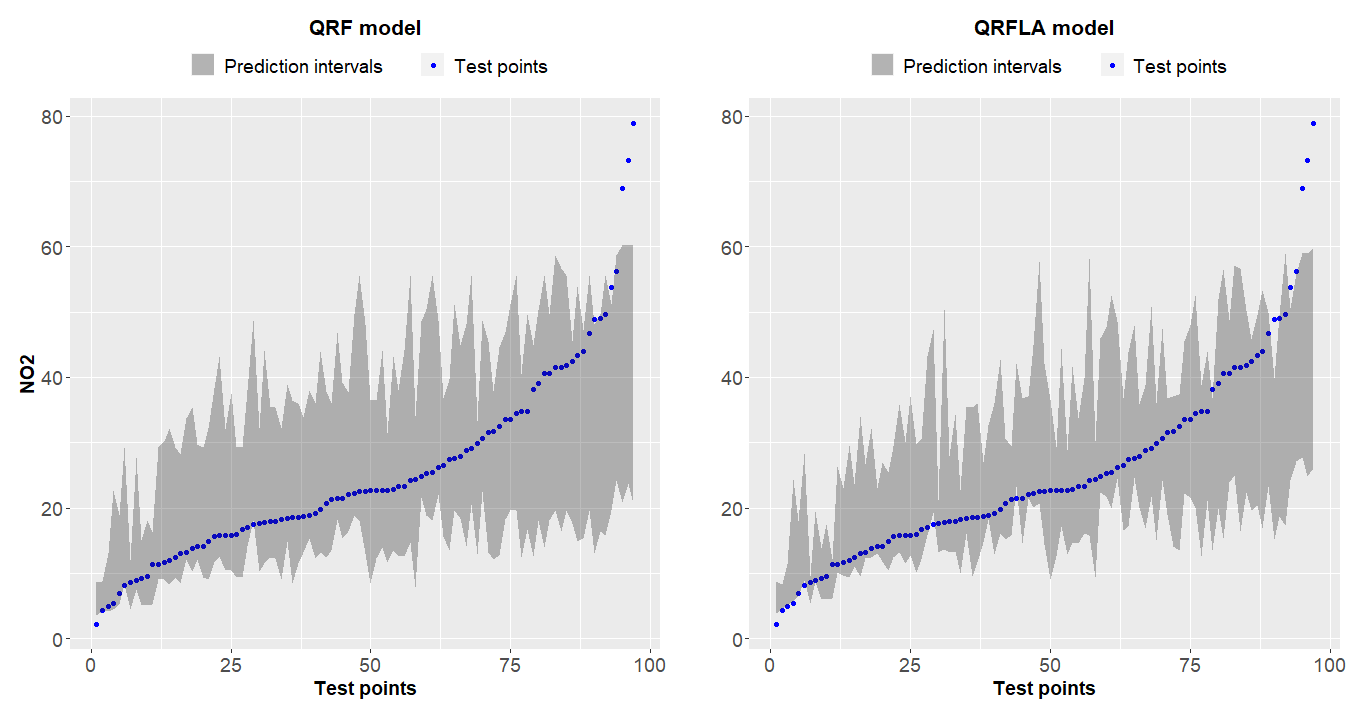 QRF model
Prediction intervals Test points
80
60
40
20
0
NO2
0 25 50 75 100
Test points
QRFLA model
Prediction intervals Test points
80
60
40
20
0
0 25 50 75 100
Test points